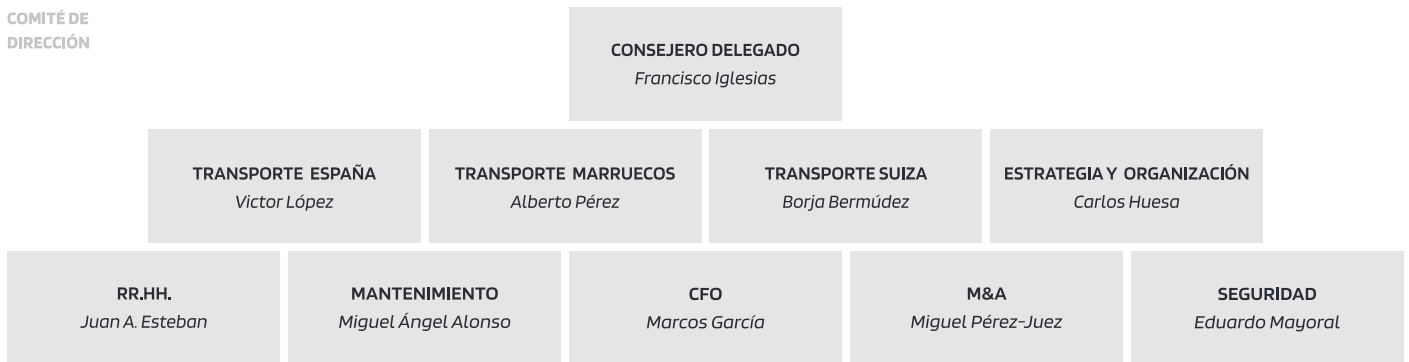 COMITÉ DE
DIRECCIÓN
CONSEJERO DELEGADO
Francisco Iglesias
TRANSPORTE ESPAÑA
Victor López
TRANSPORTE MARRUECOS
Alberto Pérez
TRANSPORTE SUIZA
Borja Bermúdez
ESTRATEGIA Y ORGANIZACIÓN
Carlos Huesa
RR.HH.
Juan A. Esteban
MANTENIMIENTO
Miguel Ángel Alonso
CFO
Marcos García
M&A
Miguel Pérez-Juez
SEGURIDAD
Eduardo Mayoral